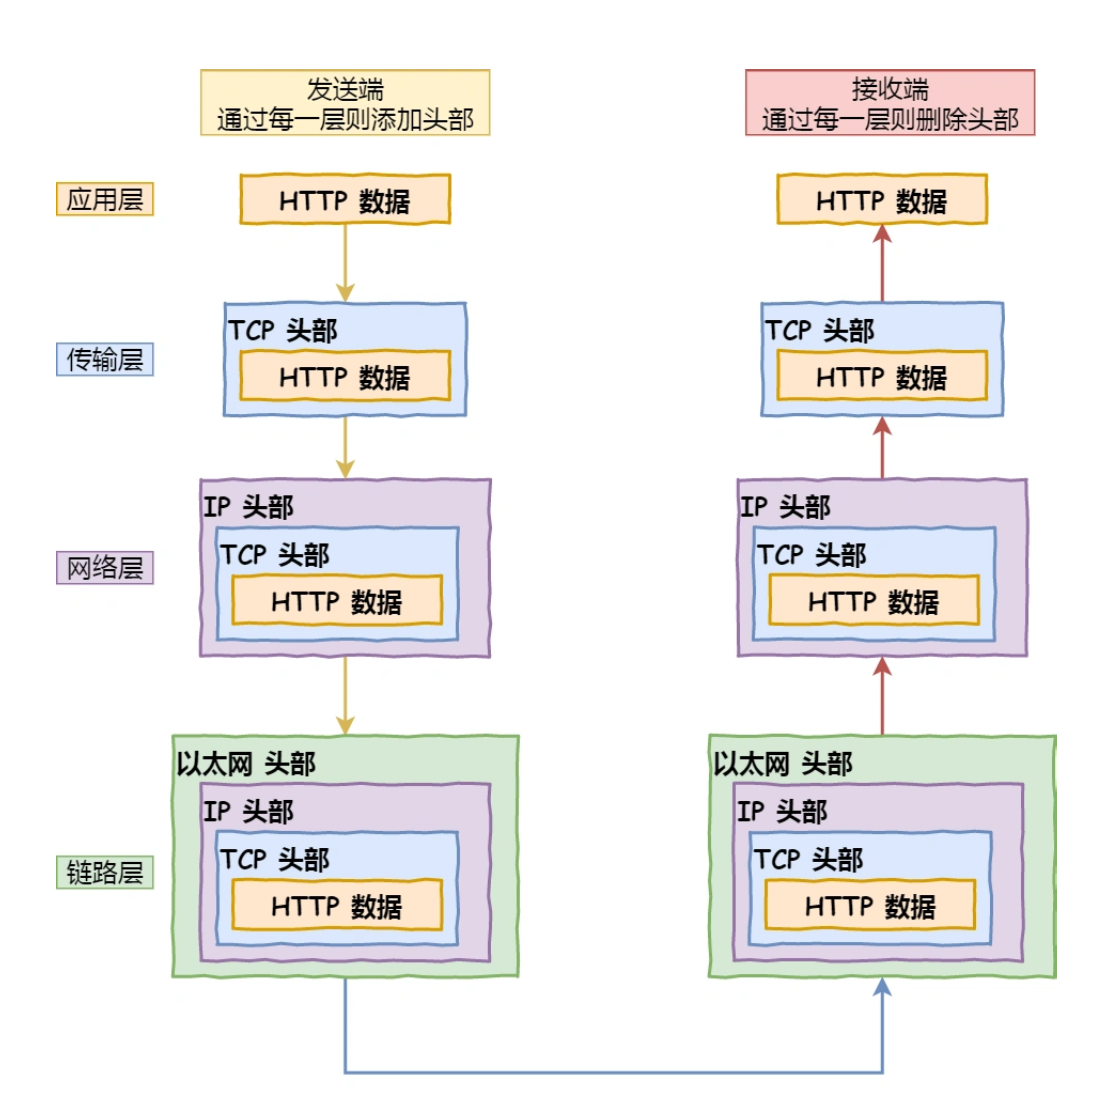 发送端
通过每一层则添加头部
接收端
通过每一层则删除头部
应用层
HTTP 数据
HTTP 数据
传输层
TCP 头部
HTTP 数据
TCP 头部
HTTP 数据
网络层
IP 头部
TCP 头部
HTTP 数据
IP 头部
TCP 头部
HTTP 数据
链路层
以太网 头部
IP 头部
TCP 头部
HTTP 数据
以太网 头部
IP 头部
TCP 头部
HTTP 数据